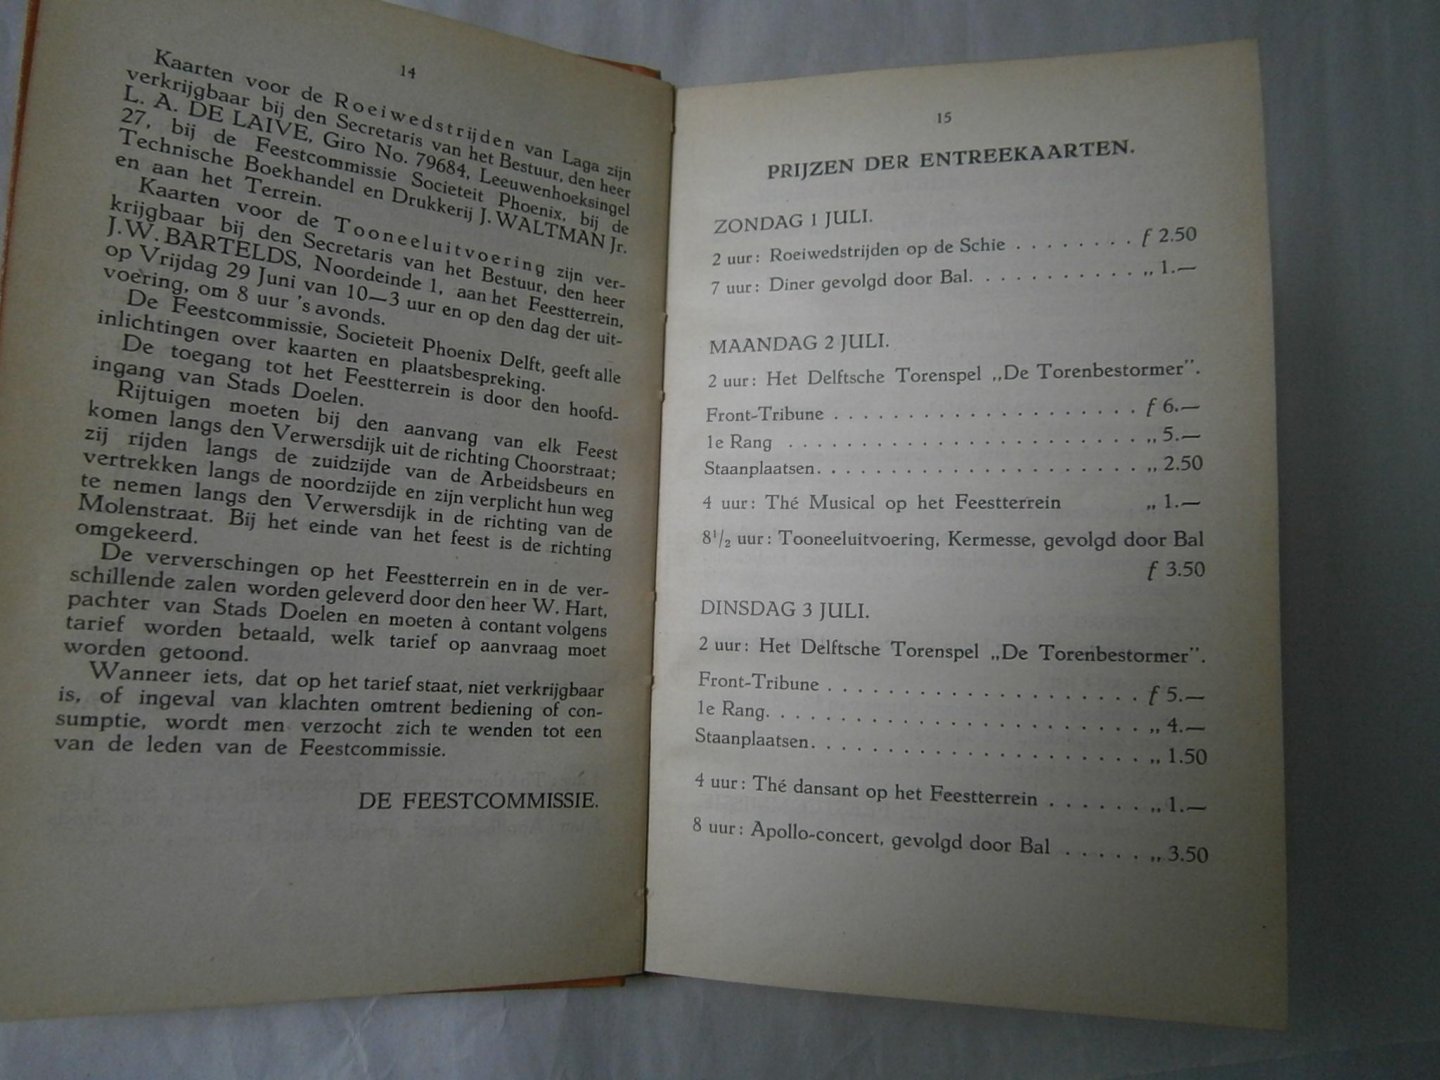 14
Kaarten voor de Roeiwedstrijden van Laga zijn
verkrijgbaar bij den Secretaris van het Bestuur, den heer
L. A. DE LAIVE, Giro No. 79684, Leeuwenhoeksingel
27, bij de Feestcommissie Societeit Phoenix, bij de
Technische Boekhandel en Drukkerij J. WALTMAN Jr.
en aan het Terrein.
Kaarten voor de Tooneeluitvoering zijn ver-
krijgbaar bij den Secretaris van het Bestuur, den heer
J. W. BARTELDS, Noordeinde 1, aan het Feestterrein,
op Vrijdag 29 Juni van 10—3 uur en op den dag der uit-
voering, om 8 uur 's avonds.
De Feestcommissie, Societeit Phoenix Delft, geeft alle
inlichtingen over kaarten en plaatsbespreking.
De toegang tot het Feestterrein is door den hoofd-
ingang van Stads Doelen.
Rijtuigen moeten bij den aanvang van elk Feest
komen langs den Verwersdijk uit de richting Choorstraat;
zij rijden langs de zuidzijde van de Arbeidsbeurs en
vertrekken langs de noordzijde en zijn verplicht hun weg
te nemen langs den Verwersdijk in de richting van de
Molenstraat. Bij het einde van het feest is de richting
omgekeerd.
De ververschingen op het Feestterrein en in de ver-
schillende zalen worden geleverd door den heer W. Hart,
pachter van Stads Doelen en moeten à contant volgens
tarief worden betaald, welk tarief op aanvraag moet
worden getoond.
Wanneer iets, dat op het tarief staat, niet verkrijgbaar
is, of ingeval van klachten omtrent bediening of con-
sumptie, wordt men verzocht zich te wenden tot een
van de leden van de Feestcommissie.
DE FEESTCOMMISSIE.
15
PRIJZEN DER ENTREEKAARTEN.
ZONDAG 1 JULI.
2 uur: Roeiwedstrijden op de Schie . . . . . . . . f 2.50
7 uur: Diner gevolgd door Bal. . . . . . . . . . . . „ 1.—
MAANDAG 2 JULI.
2 uur: Het Delftsche Torenspel „De Torenbestormer".
Front-Tribune . . . . . . . . . . . . . . . . . . . . . f 6.—
1e Rang . . . . . . . . . . . . . . . . . . . . . . . . „ 5.—
Staanplaatsen. . . . . . . . . . . . . . . . . . . . . . „ 2.50
4 uur: Thé Musical op het Feestterrein „ 1.—
8½ uur: Tooneeluitvoering, Kermesse, gevolgd door Bal
f 3.50
DINSDAG 3 JULI.
2 uur: Het Delftsche Torenspel „De Torenbestormer".
Front-Tribune . . . . . . . . . . . . . . . . . . . . . f 5.—
1e Rang. . . . . . . . . . . . . . . . . . . . . . . . . „ 4.—
Staanplaatsen. . . . . . . . . . . . . . . . . . . . . . „ 1.50
4 uur: Thé dansant op het Feestterrein . . . . . . „ 1.—
8 uur: Apollo-concert, gevolgd door Bal . . . . . „ 3.50